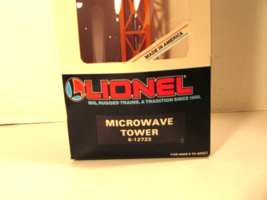 MADE IN AMERICA
LIONEL
BIG, RUGGED TRAINS. A TRADITION SINCE 1900.
MICROWAVE
TOWER
6-12723
FOR AGES 8 TO ADULT